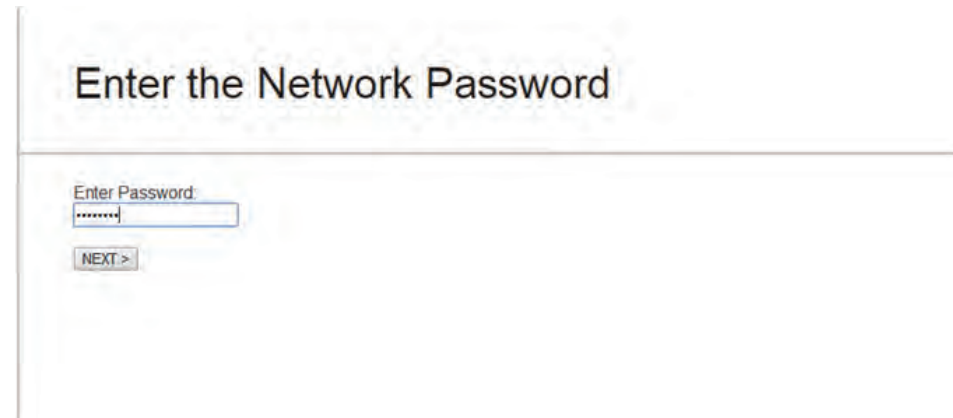 Enter the Network Password
Enter Password:
••••••••
NEXT >